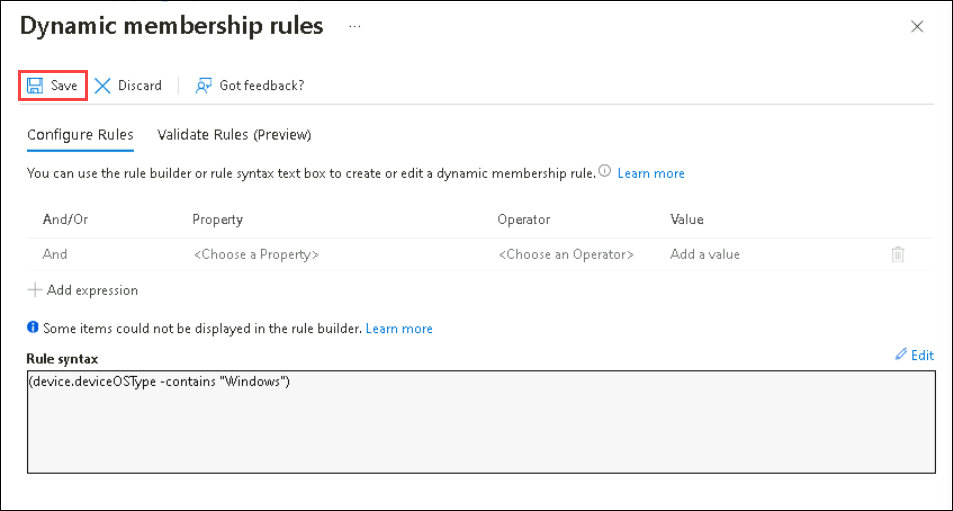 Dynamic membership rules ...
Save Discard Got feedback?
Configure Rules Validate Rules (Preview)
You can use the rule builder or rule syntax text box to create or edit a dynamic membership rule. Learn more
And/Or Property Operator Value
And <Choose a Property> <Choose an Operator> Add a value
Add expression
Some items could not be displayed in the rule builder. Learn more
Rule syntax Edit
(device.deviceOSType -contains "Windows")